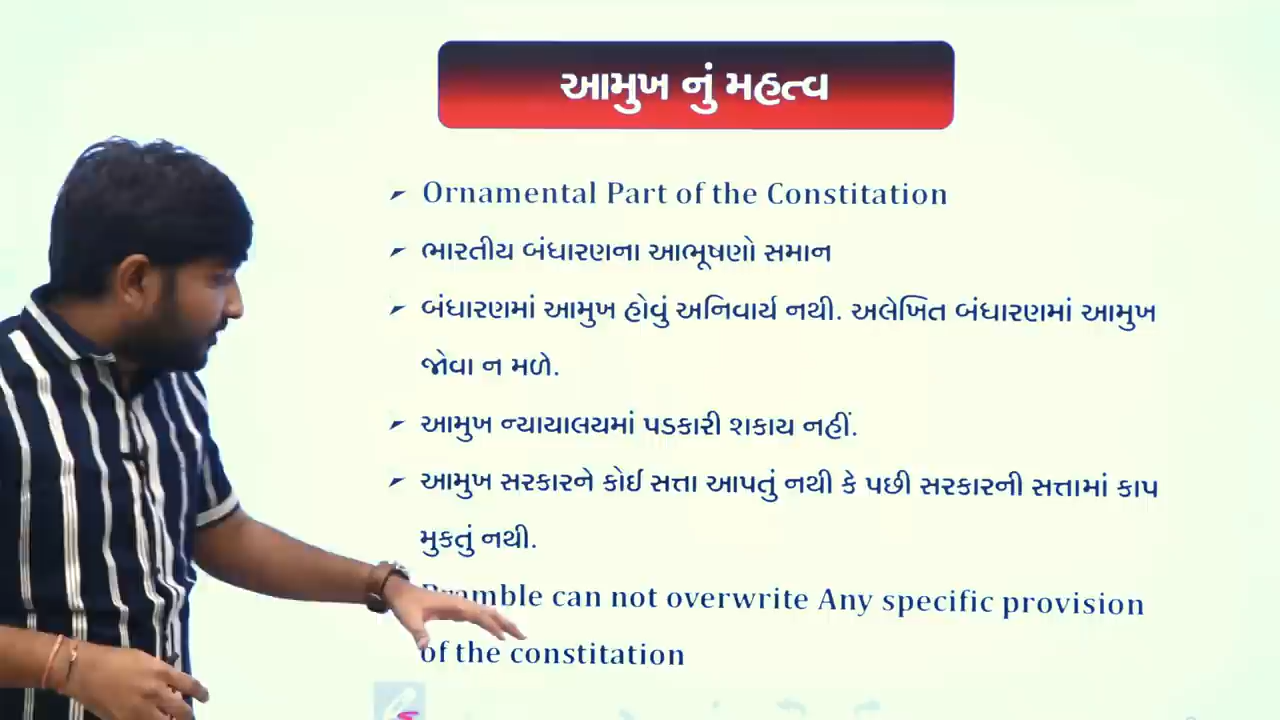 આમુખ નું મહત્વ
Ornamental Part of the Constitation
ભારતીય બંધારણના આભૂષણો સમાન
બંધારણમાં આમુખ હોવું અનિવાર્ય નથી. અલેખિત બંધારણમાં આમુખ
જોવા ન મળે.
આમુખ ન્યાયાલયમાં પડકારી શકાય નહીં.
આમુખ સરકારને કોઈ સત્તા આપતું નથી કે પછી સરકારની સત્તામાં કાપ
મુકતું નથી.
can not overwrite Any specific provision
of the constitation